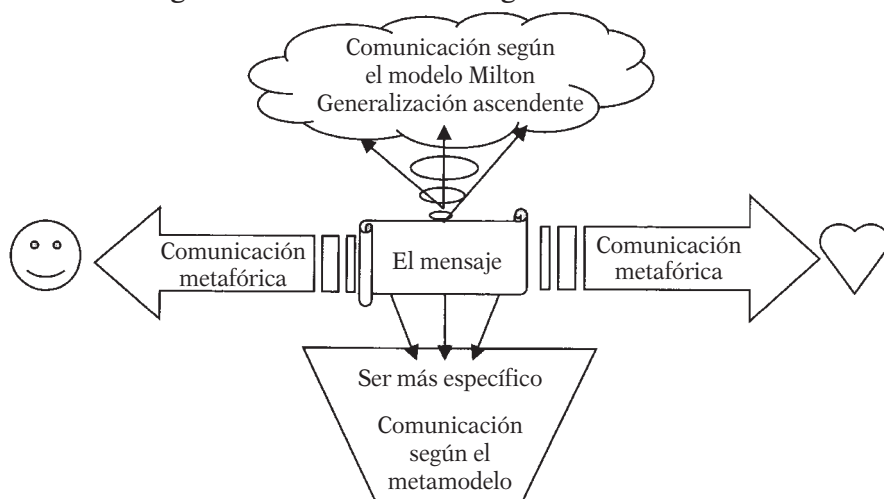 Comunicación según
el modelo Milton
Generalización ascendente
Comunicación
metafórica
El mensaje
Comunicación
metafórica
Ser más específico
Comunicación
según el
metamodelo